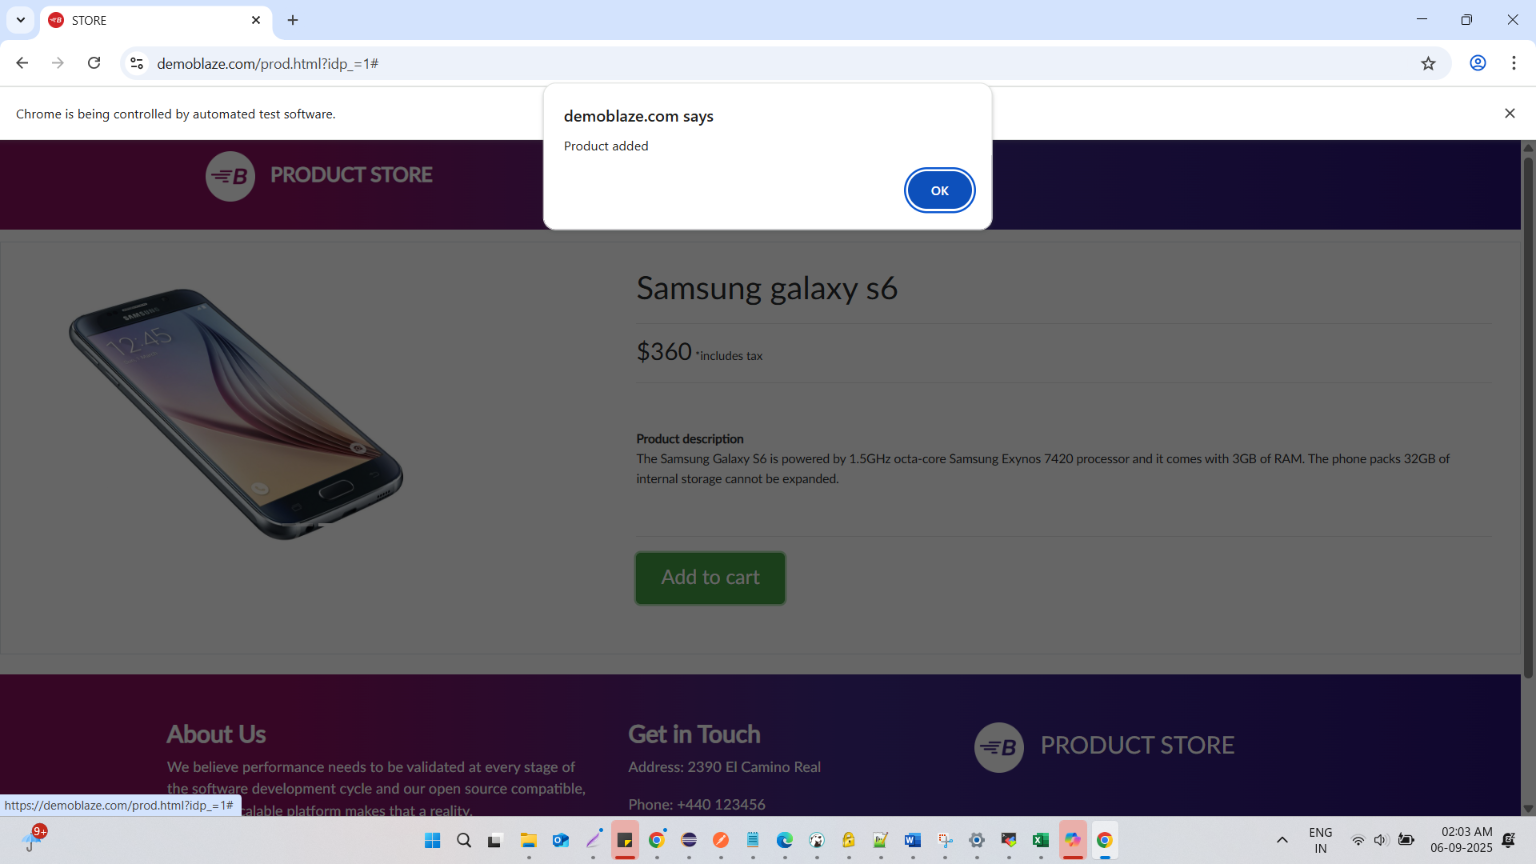 STORE
demoblaze.com/prod.html?idp_=1#
Chrome is being controlled by automated test software.
demoblaze.com says
Product added
OK
PRODUCT STORE
SAMSUNG
12:45
Samsung galaxy s6
$360 *includes tax
Product description
The Samsung Galaxy S6 is powered by 1.5GHz octa-core Samsung Exynos 7420 processor and it comes with 3GB of RAM. The phone packs 32GB of
internal storage cannot be expanded.
Add to cart
About Us
We believe performance needs to be validated at every stage of
the software development cycle and our open source compatible,
scalable platform makes that a reality.
Get in Touch
Address: 2390 El Camino Real
Phone: +440 123456
PRODUCT STORE
https://demoblaze.com/prod.html?idp_=1#
9+
ENG
IN
02:03 AM
06-09-2025